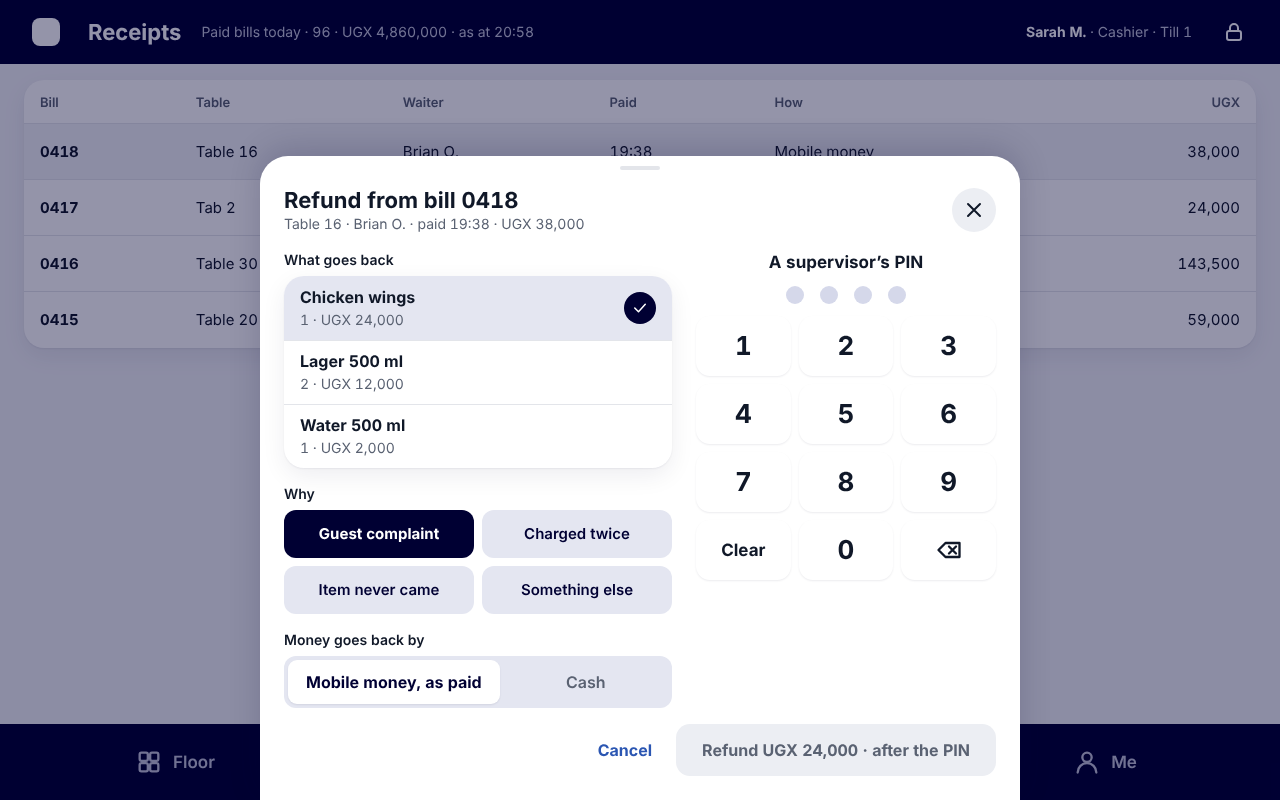 Receipts Paid bills today · 96 · UGX 4,860,000 · as at 20:58 Sarah M. · Cashier · Till 1
Bill Table Waiter Paid How UGX
0418 Table 16 Brian O. 19:38 Mobile money 38,000
0417 Tab 2 24,000
0416 Table 30 143,500
0415 Table 20 59,000
Refund from bill 0418
Table 16 · Brian O. · paid 19:38 · UGX 38,000
What goes back
Chicken wings
1 · UGX 24,000
Lager 500 ml
2 · UGX 12,000
Water 500 ml
1 · UGX 2,000
Why
Guest complaint Charged twice
Item never came Something else
Money goes back by
Mobile money, as paid Cash
A supervisor’s PIN
1 2 3
4 5 6
7 8 9
Clear 0
Cancel Refund UGX 24,000 · after the PIN
Floor Me